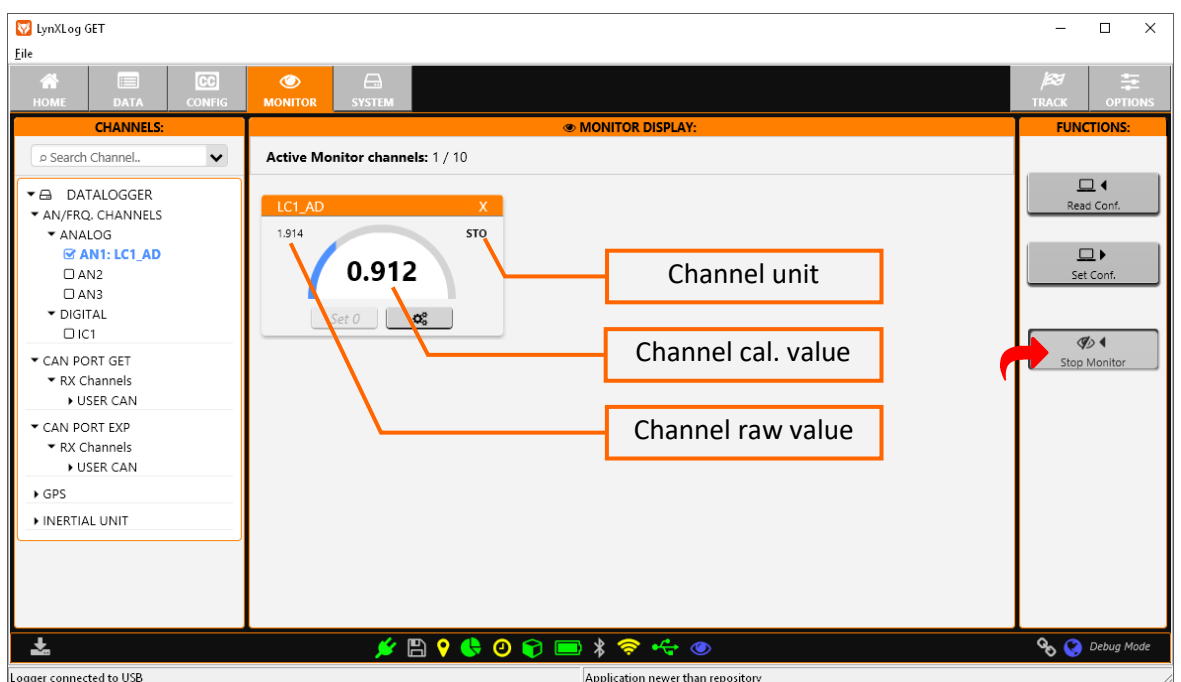 LynXLog GET
File
HOME DATA CONFIG MONITOR SYSTEM TRACK OPTIONS
CHANNELS:
Search Channel..
DATALOGGER
AN/FRQ. CHANNELS
ANALOG
AN1: LC1_AD
AN2
AN3
DIGITAL
IC1
CAN PORT GET
RX Channels
USER CAN
CAN PORT EXP
RX Channels
USER CAN
GPS
INERTIAL UNIT
MONITOR DISPLAY:
Active Monitor channels: 1 / 10
LC1_AD X
1.914 STO
0.912
Set 0
Channel unit
Channel cal. value
Channel raw value
FUNCTIONS:
Read Conf.
Set Conf.
Stop Monitor
Debug Mode
Logger connected to USB Application newer than repository